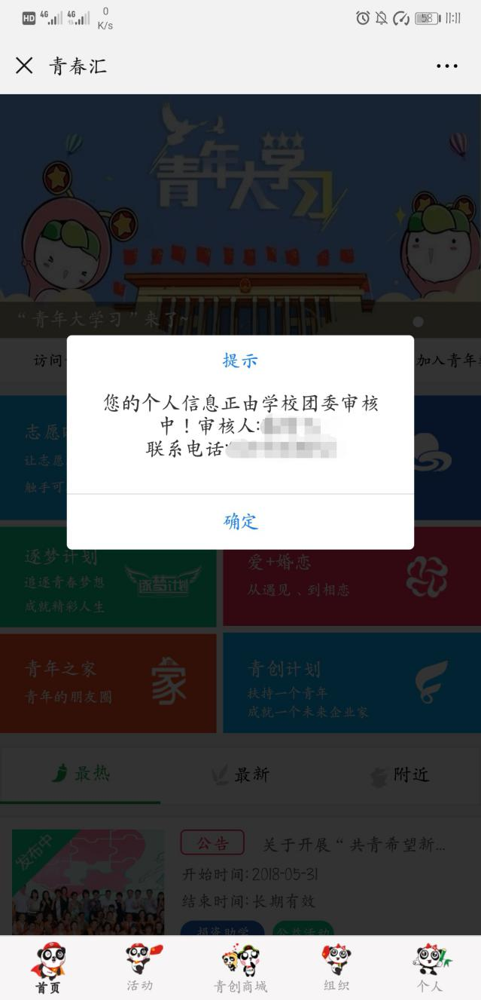 HD 4G 4G 0 K/s 58 11:11
青春汇
青年大学习
“青年大学习”来了~
访问
加入青年
提示
您的个人信息正由学校团委审核
中！审核人:
联系电话:
确定
志愿
让志愿
触手可
逐梦计划
追逐青春梦想
成就精彩人生
逐梦计划
爱+婚恋
从遇见、到相恋
青年之家
青年的朋友圈
家
青创计划
扶持一个青年
成就一个未来企业家
最热
最新
附近
发布中
公告
关于开展“共青希望新...
开始时间:2018-05-31
结束时间:长期有效
捐资助学
公益活动
首页
活动
青创商城
组织
个人